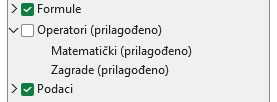 Formule
Operatori (prilagođeno)
Matematički (prilagođeno)
Zagrade (prilagođeno)
Podaci